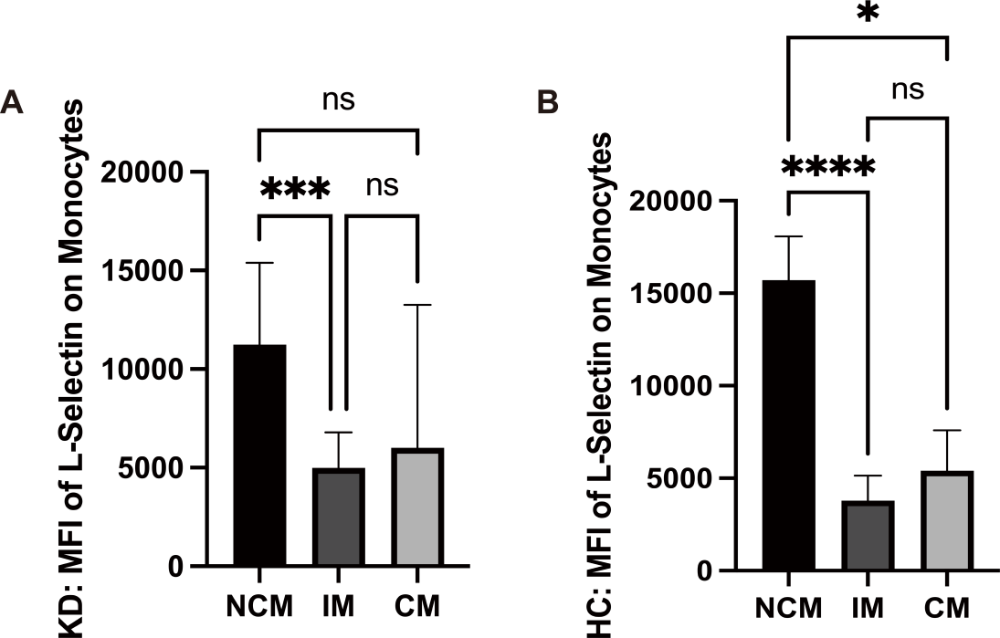 A
KD: MFI of L-Selectin on Monocytes
20000
15000
10000
5000
0
ns
***
ns
NCM IM CM
B
HC: MFI of L-Selectin on Monocytes
20000
15000
10000
5000
0
*
ns
****
NCM IM CM